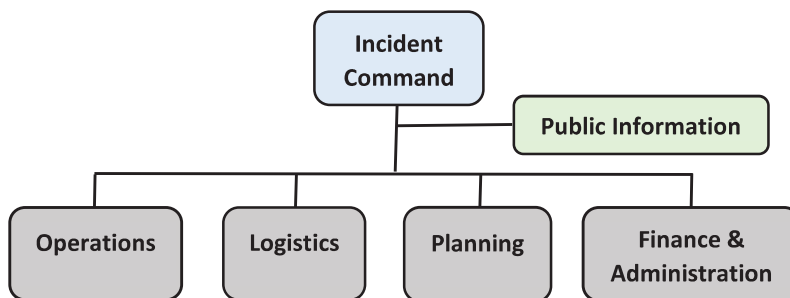 Incident
Command
Public Information
Operations
Logistics
Planning
Finance &
Administration